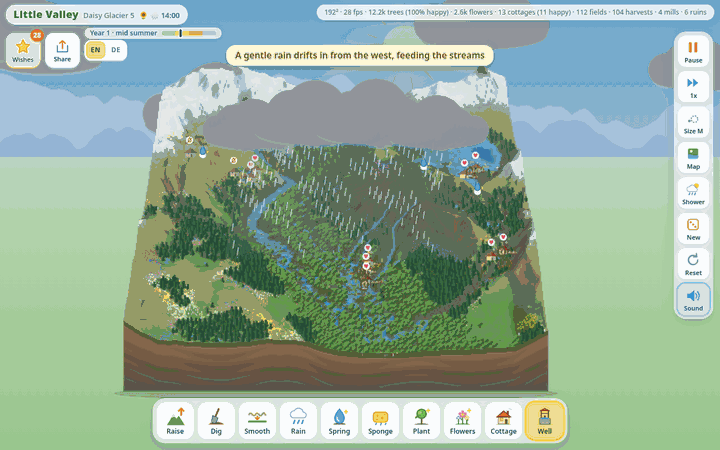 Little Valley Daisy Glacier 5 14:00
192² · 28 fps · 12.2k trees (100% happy) · 2.6k flowers · 13 cottages (11 happy) · 112 fields · 104 harvests · 4 mills · 6 ruins
28
Wishes
Share
Year 1 · mid summer
EN DE
A gentle rain drifts in from the west, feeding the streams
Pause
1x
Size M
Map
Shower
New
Reset
Sound
Raise Dig Smooth Rain Spring Sponge Plant Flowers Cottage Well